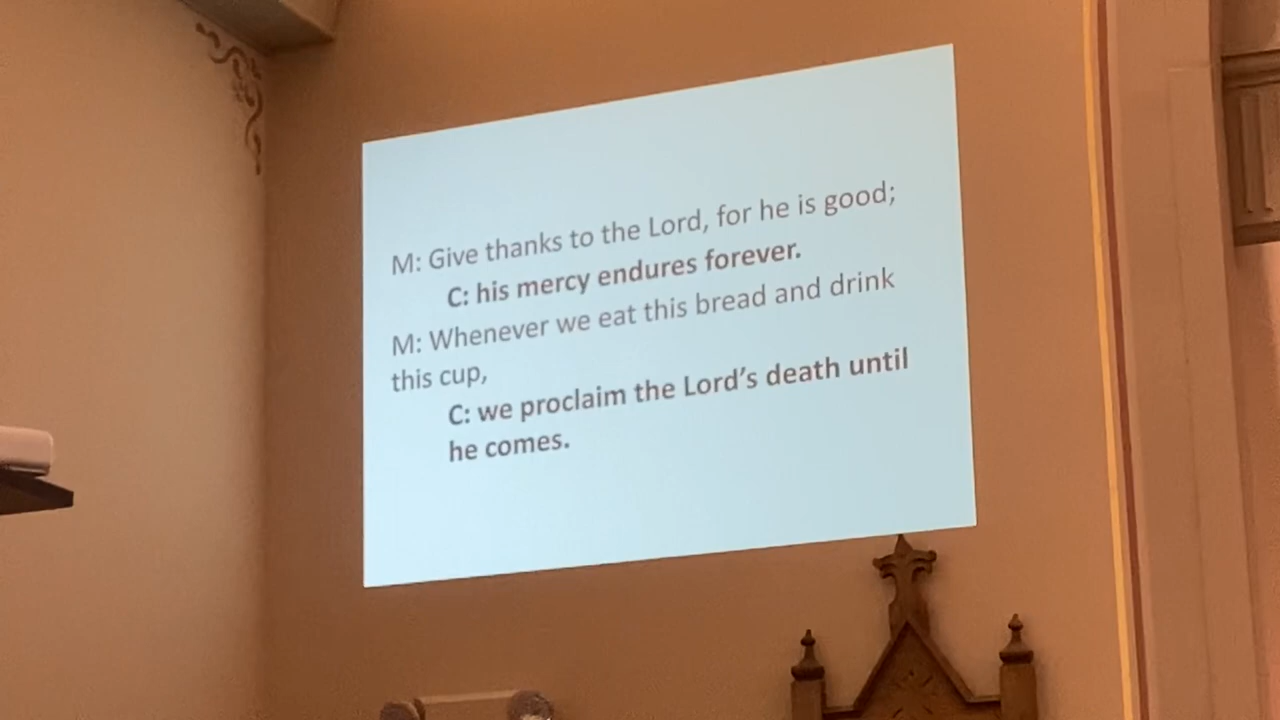 M: Give thanks to the Lord, for he is good;
C: his mercy endures forever.
M: Whenever we eat this bread and drink
this cup,
C: we proclaim the Lord’s death until
he comes.